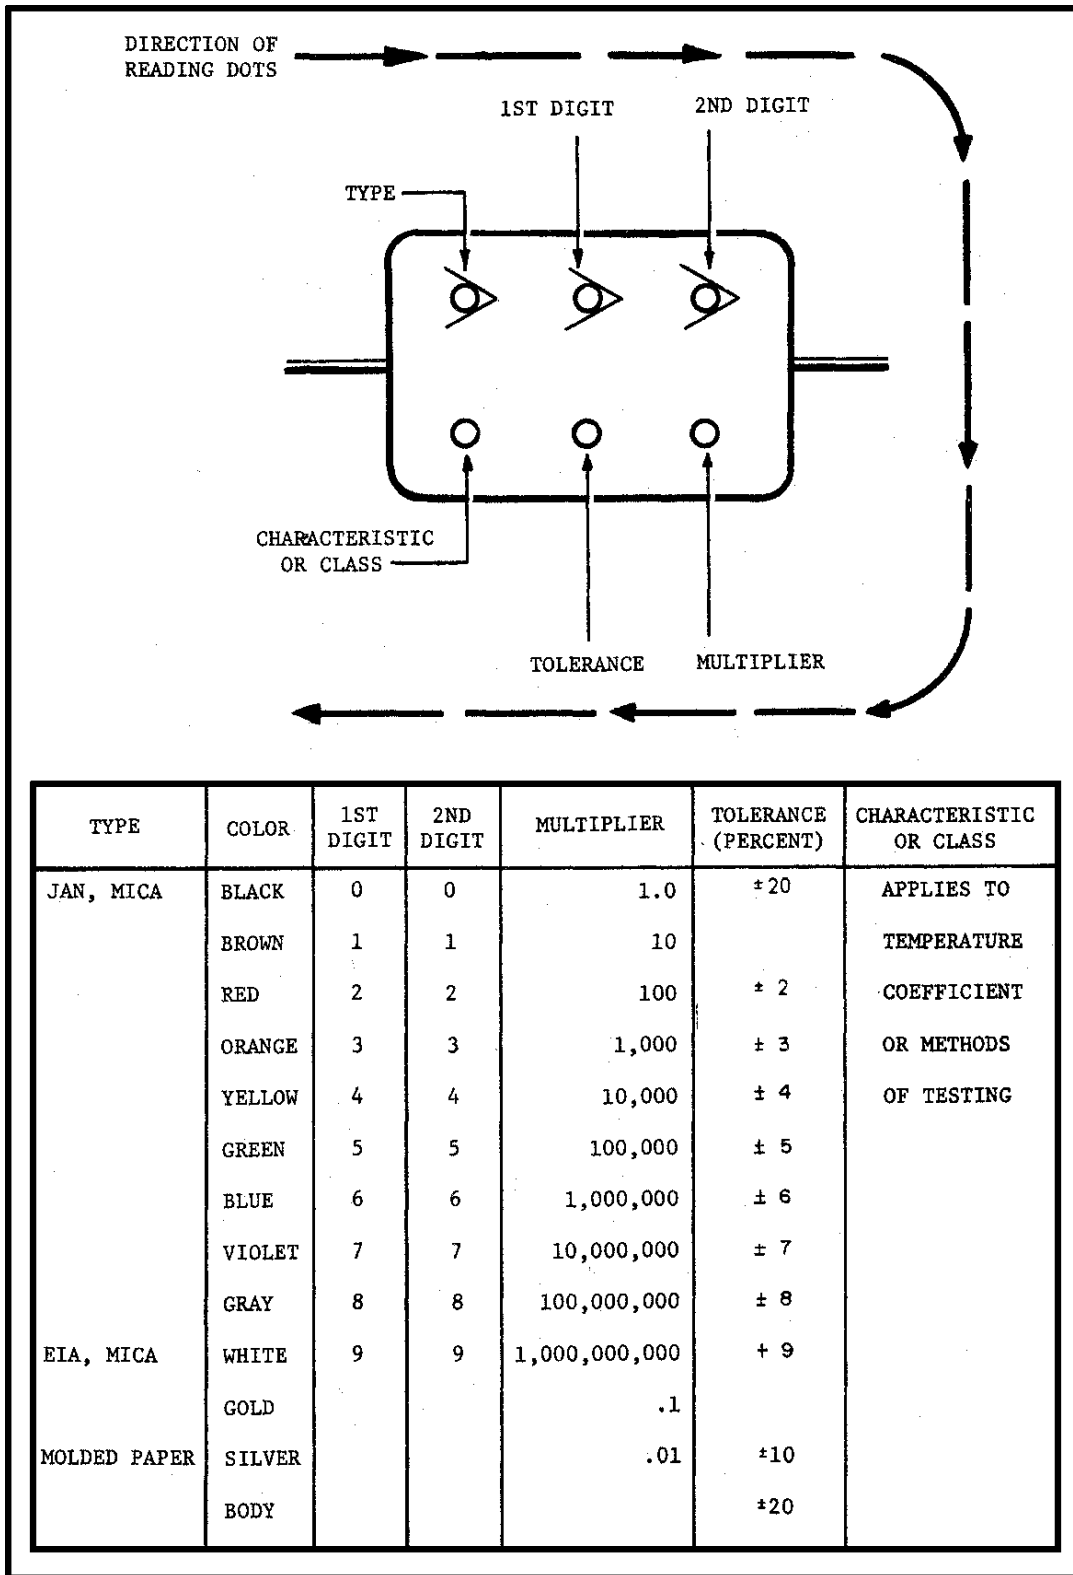 DIRECTION OF
READING DOTS
1ST DIGIT
2ND DIGIT
TYPE
CHARACTERISTIC
OR CLASS
TOLERANCE
MULTIPLIER
TYPE COLOR 1ST DIGIT 2ND DIGIT MULTIPLIER TOLERANCE (PERCENT) CHARACTERISTIC OR CLASS
JAN, MICA BLACK 0 0 1.0 ±20 APPLIES TO
BROWN 1 1 10 TEMPERATURE
RED 2 2 100 ± 2 COEFFICIENT
ORANGE 3 3 1,000 ± 3 OR METHODS
YELLOW 4 4 10,000 ± 4 OF TESTING
GREEN 5 5 100,000 ± 5
BLUE 6 6 1,000,000 ± 6
VIOLET 7 7 10,000,000 ± 7
GRAY 8 8 100,000,000 ± 8
EIA, MICA WHITE 9 9 1,000,000,000 + 9
GOLD .1
MOLDED PAPER SILVER .01 ±10
BODY ±20